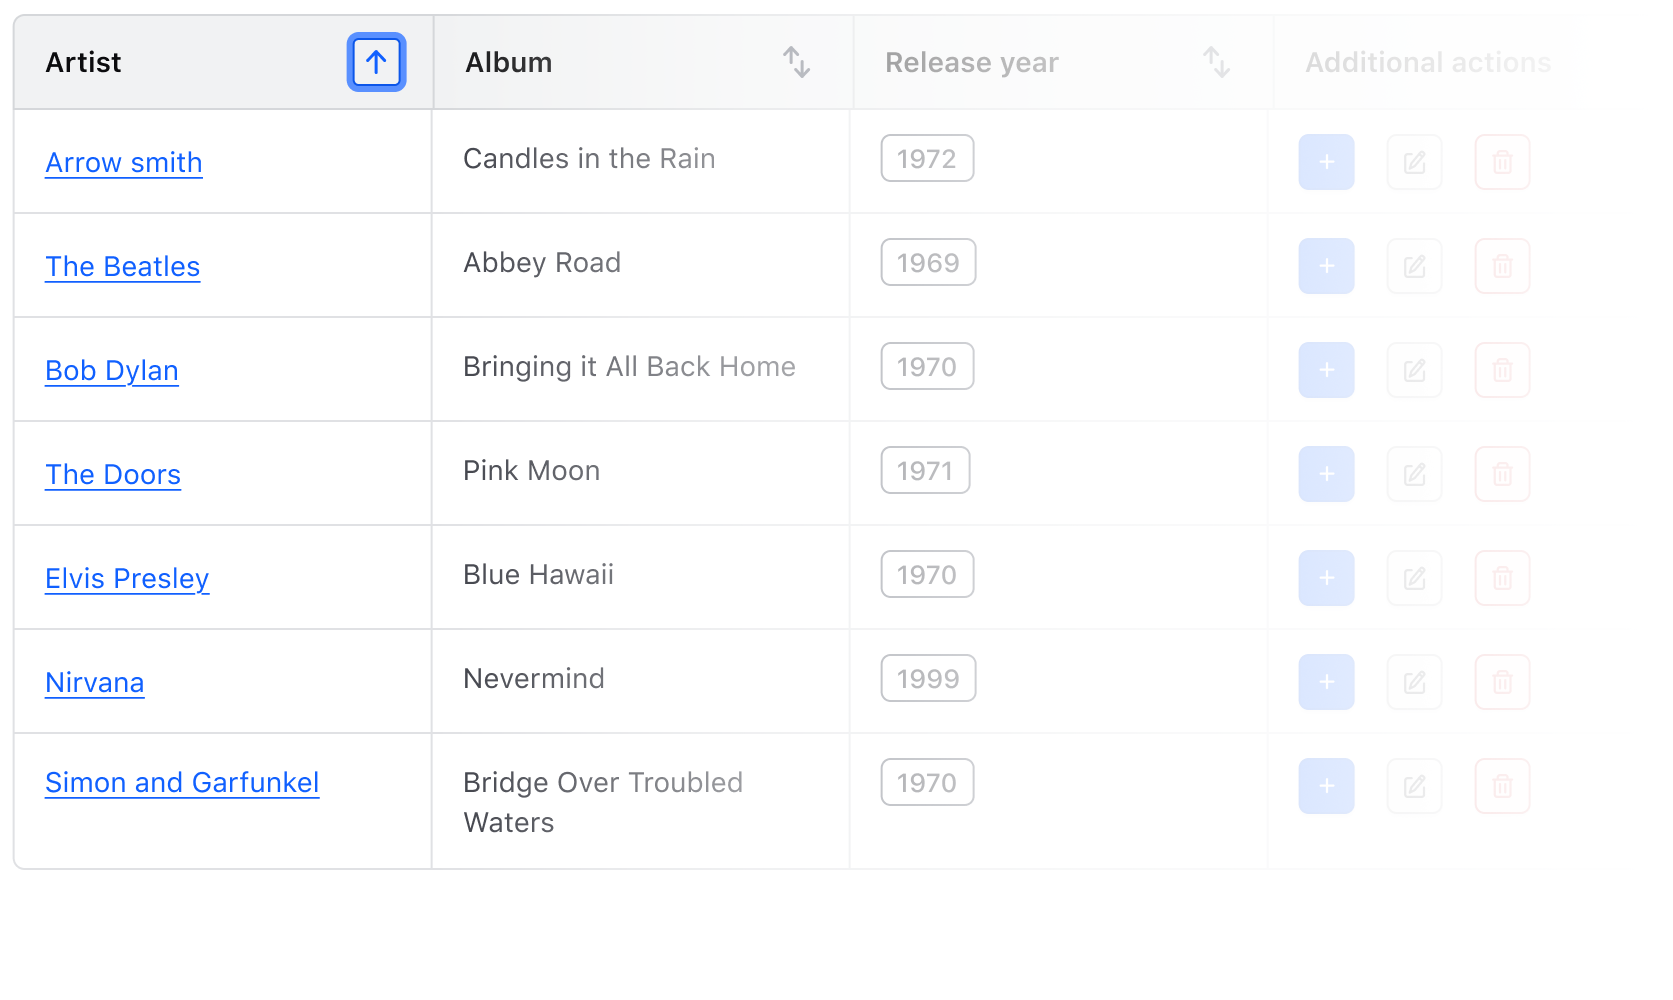 Artist Album Release year Additional actions
Arrow smith Candles in the Rain 1972
The Beatles Abbey Road 1969
Bob Dylan Bringing it All Back Home 1970
The Doors Pink Moon 1971
Elvis Presley Blue Hawaii 1970
Nirvana Nevermind 1999
Simon and Garfunkel Bridge Over Troubled 1970
Waters